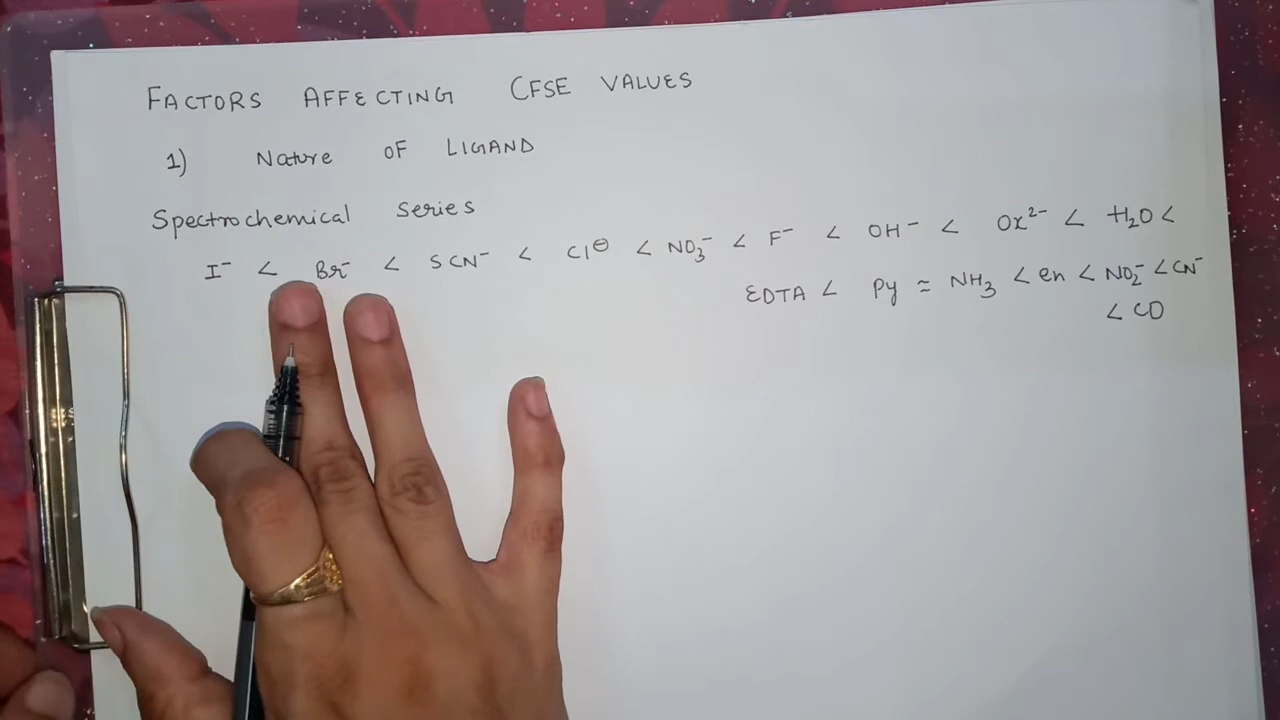 FACTORS AFFECTING CFSE VALUES
1) Nature OF LIGAND
Spectrochemical Series
I⁻ < Br⁻ < SCN⁻ < Cl⊖ < NO₃⁻ < F⁻ < OH⁻ < Ox²⁻ < H₂O <
EDTA < Py ≈ NH₃ < en < NO₂⁻ < CN⁻
< CO